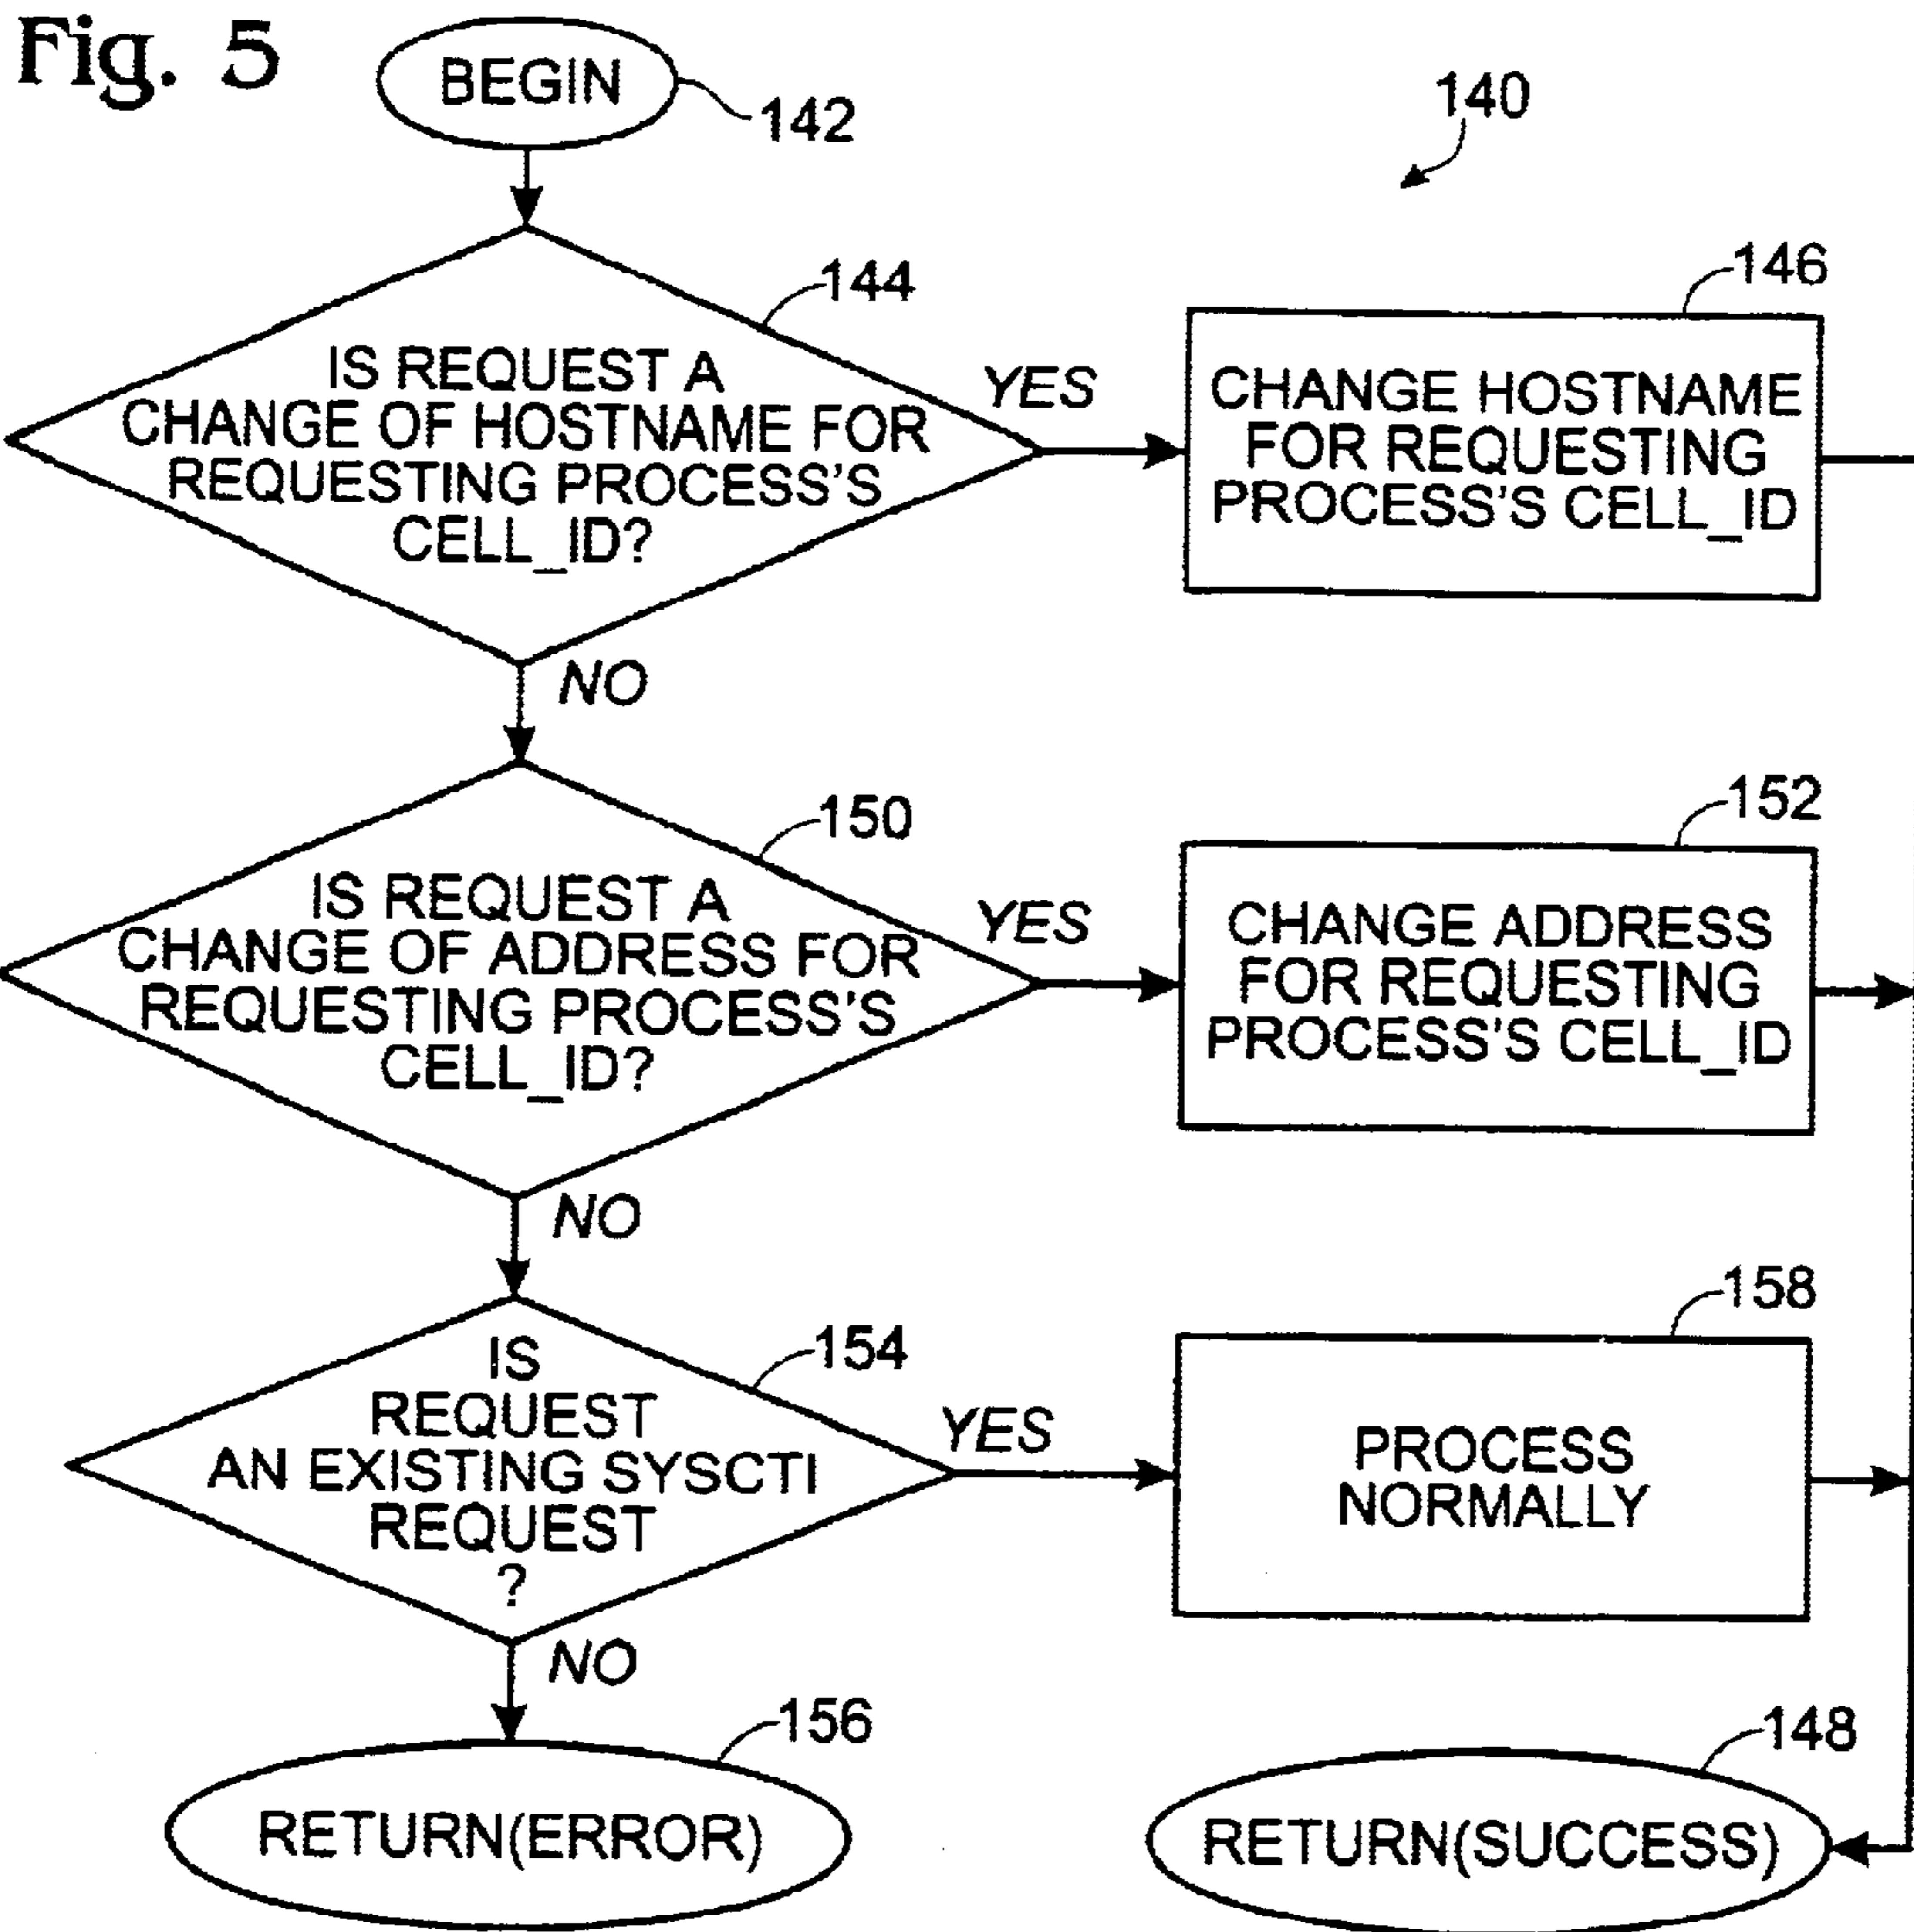 Fig. 5
BEGIN
142
140
144
IS REQUEST A
CHANGE OF HOSTNAME FOR
REQUESTING PROCESS'S
CELL_ID?
YES
146
CHANGE HOSTNAME
FOR REQUESTING
PROCESS'S CELL_ID
NO
150
IS REQUEST A
CHANGE OF ADDRESS FOR
REQUESTING PROCESS'S
CELL_ID?
YES
152
CHANGE ADDRESS
FOR REQUESTING
PROCESS'S CELL_ID
NO
154
IS
REQUEST
AN EXISTING SYSCTI
REQUEST
?
YES
158
PROCESS
NORMALLY
NO
156
RETURN(ERROR)
148
RETURN(SUCCESS)